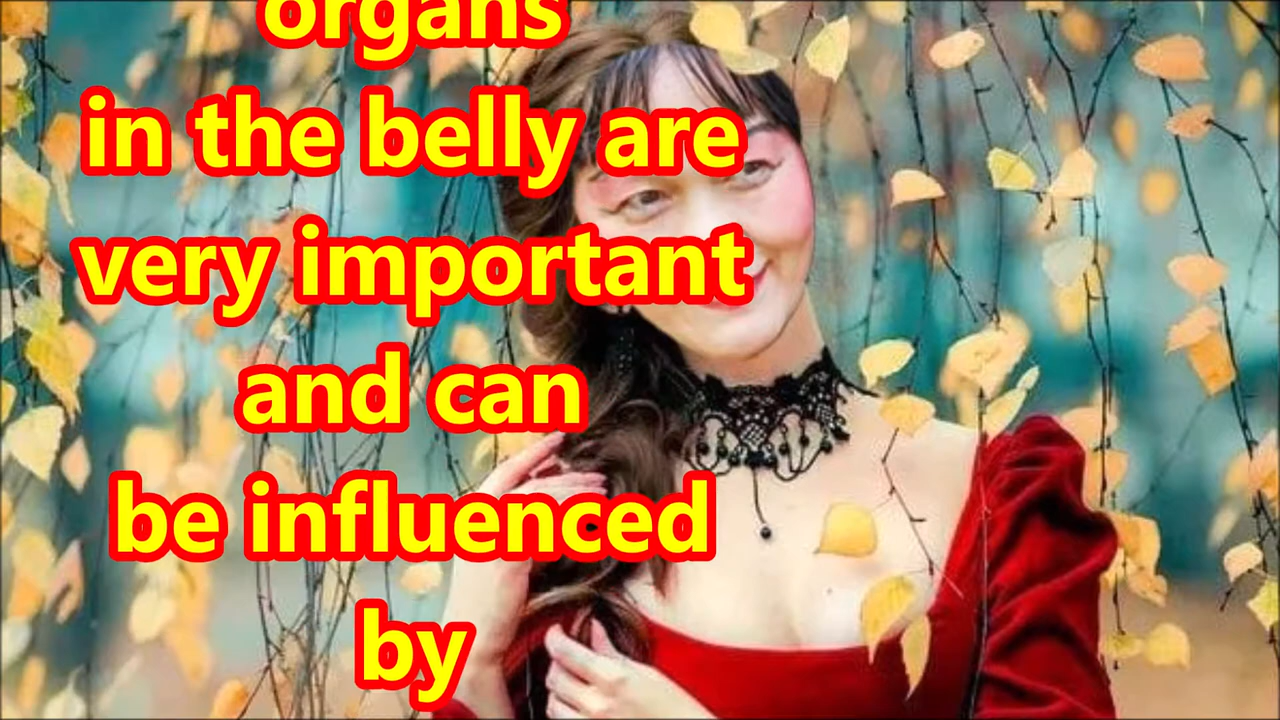 organs
in the belly are
very important
and can
be influenced
by